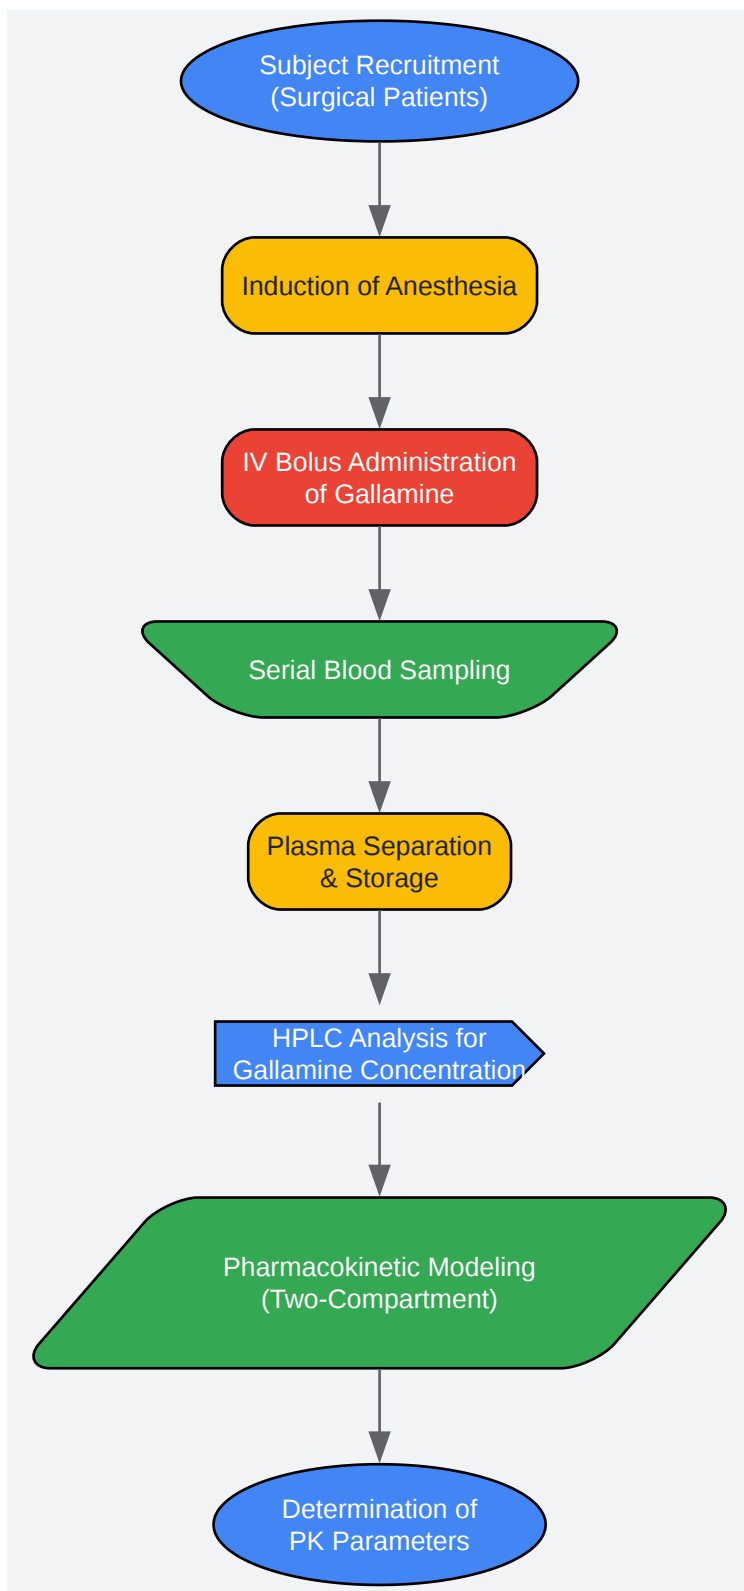 Subject Recruitment
(Surgical Patients)
Induction of Anesthesia
IV Bolus Administration
of Gallamine
Serial Blood Sampling
Plasma Separation
& Storage
HPLC Analysis for
Gallamine Concentration
Pharmacokinetic Modeling
(Two-Compartment)
Determination of
PK Parameters